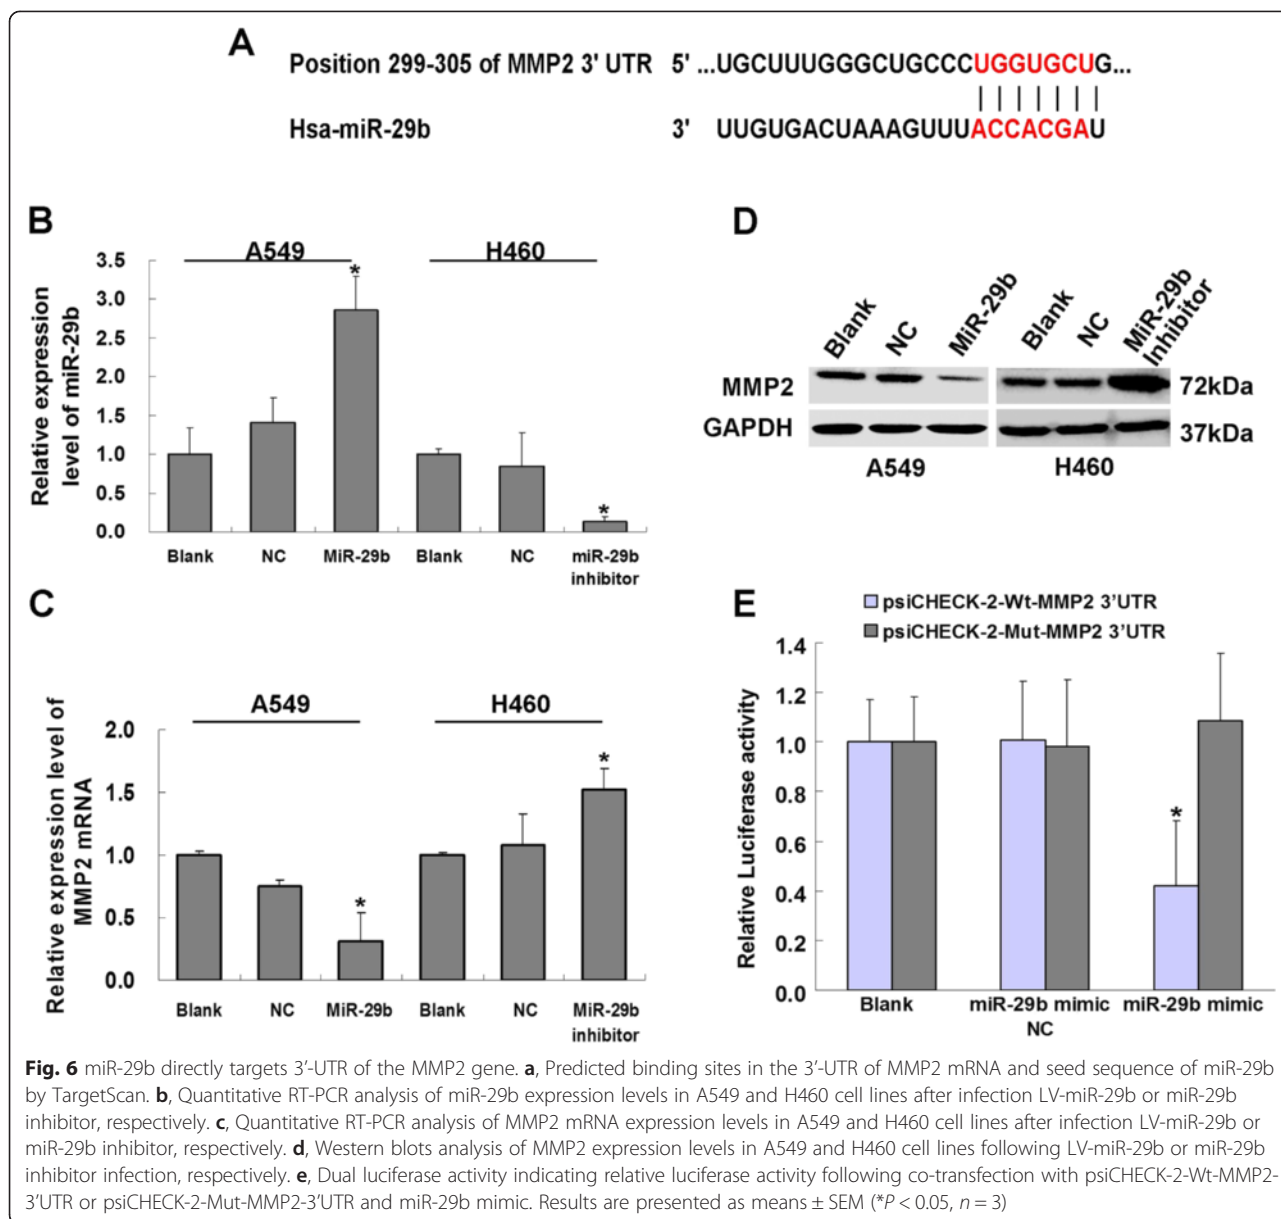 A
Position 299-305 of MMP2 3' UTR 5' ...UGCUUUGGGCUGCCCUGGUGCUG...
Hsa-miR-29b 3' UUGUGACUAAAGUUUACCACGAU
B
A549 H460
Relative expression
level of miR-29b
3.5
3.0
2.5
2.0
1.5
1.0
0.5
0.0
*
*
Blank NC MiR-29b Blank NC miR-29b
inhibitor
C
A549 H460
Relative expression level of
MMP2 mRNA
2.0
1.5
1.0
0.5
0.0
*
*
Blank NC MiR-29b Blank NC MiR-29b
inhibitor
D
Blank NC MiR-29b Blank NC MiR-29b
Inhibitor
MMP2 72kDa
GAPDH 37kDa
A549 H460
E
psiCHECK-2-Wt-MMP2 3’UTR
psiCHECK-2-Mut-MMP2 3’UTR
Relative Luciferase activity
1.4
1.2
1.0
0.8
0.6
0.4
0.2
0.0
*
Blank miR-29b mimic miR-29b mimic
NC
Fig. 6 miR-29b directly targets 3’-UTR of the MMP2 gene. a, Predicted binding sites in the 3’-UTR of MMP2 mRNA and seed sequence of miR-29b
by TargetScan. b, Quantitative RT-PCR analysis of miR-29b expression levels in A549 and H460 cell lines after infection LV-miR-29b or miR-29b
inhibitor, respectively. c, Quantitative RT-PCR analysis of MMP2 mRNA expression levels in A549 and H460 cell lines after infection LV-miR-29b or
miR-29b inhibitor, respectively. d, Western blots analysis of MMP2 expression levels in A549 and H460 cell lines following LV-miR-29b or miR-29b
inhibitor infection, respectively. e, Dual luciferase activity indicating relative luciferase activity following co-transfection with psiCHECK-2-Wt-MMP2-
3’UTR or psiCHECK-2-Mut-MMP2-3’UTR and miR-29b mimic. Results are presented as means ± SEM (*P < 0.05, n = 3)